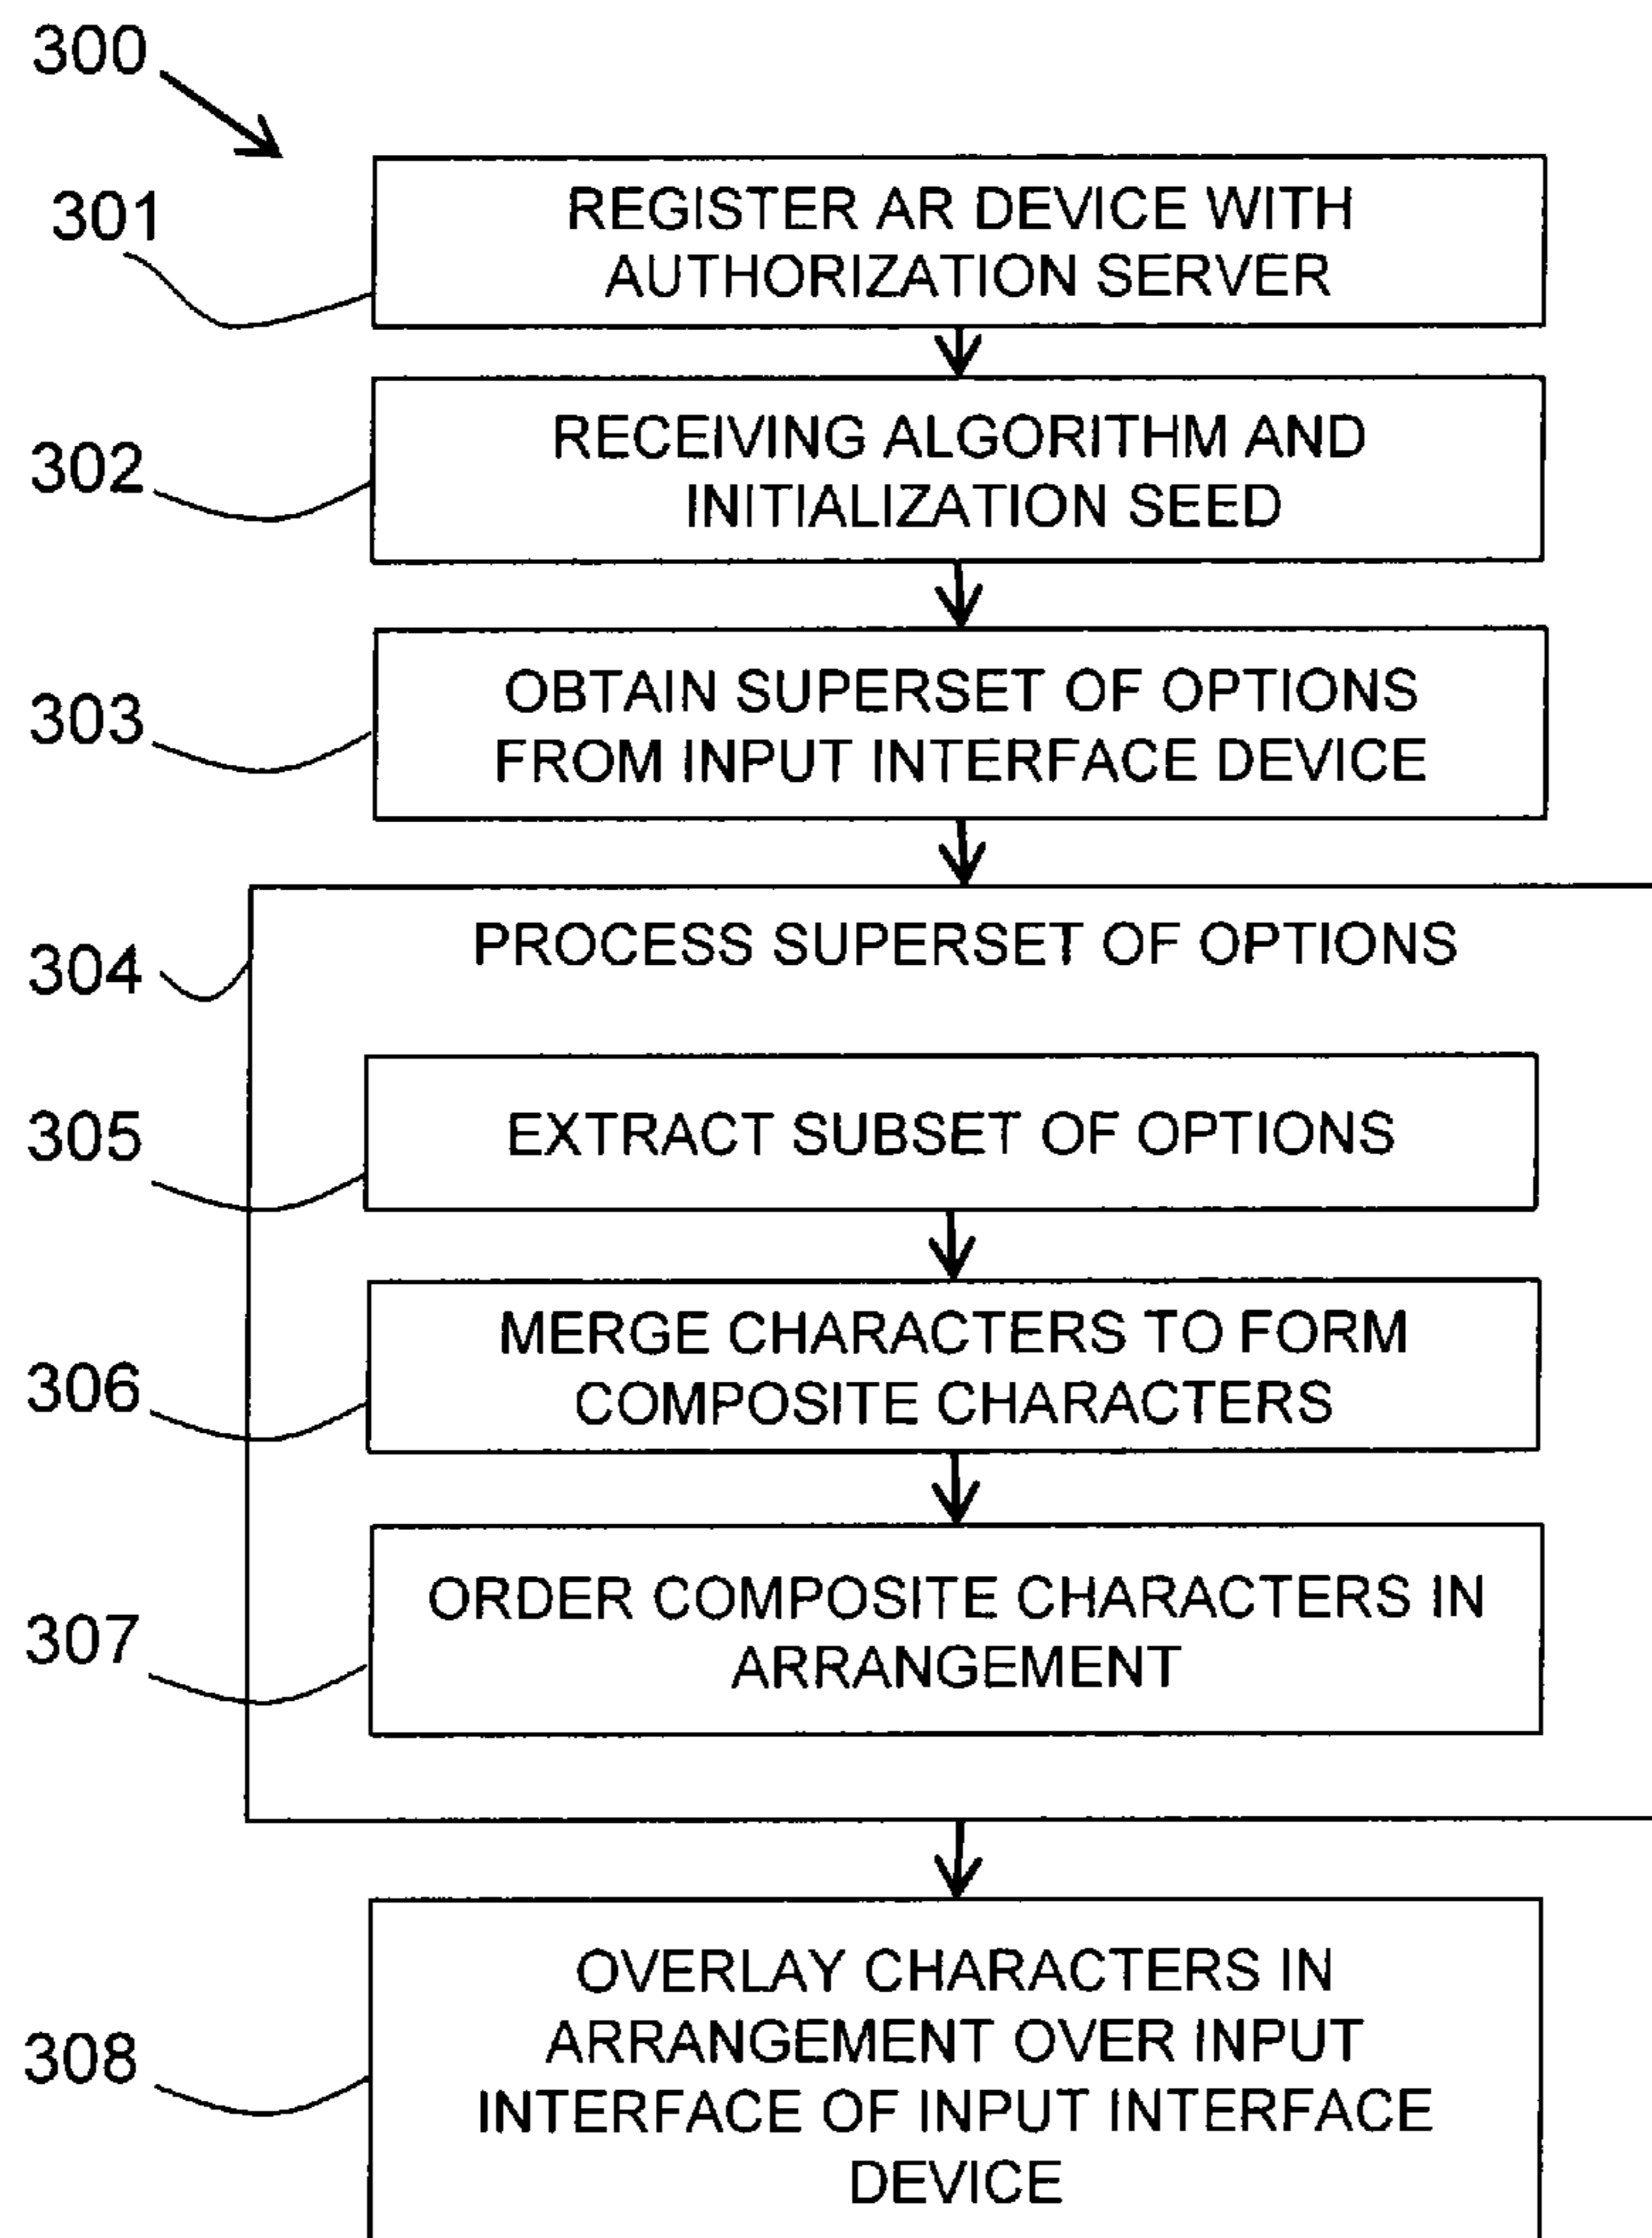 300
301
REGISTER AR DEVICE WITH
AUTHORIZATION SERVER
302
RECEIVING ALGORITHM AND
INITIALIZATION SEED
303
OBTAIN SUPERSET OF OPTIONS
FROM INPUT INTERFACE DEVICE
304
PROCESS SUPERSET OF OPTIONS
305
EXTRACT SUBSET OF OPTIONS
306
MERGE CHARACTERS TO FORM
COMPOSITE CHARACTERS
307
ORDER COMPOSITE CHARACTERS IN
ARRANGEMENT
308
OVERLAY CHARACTERS IN
ARRANGEMENT OVER INPUT
INTERFACE OF INPUT INTERFACE
DEVICE